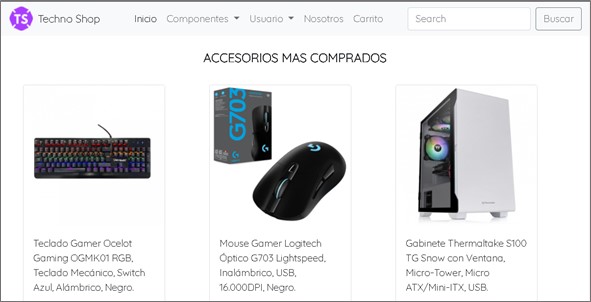 TS Techno Shop Inicio Componentes Usuario Nosotros Carrito Search Buscar
ACCESORIOS MAS COMPRADOS
G703
Teclado Gamer Ocelot
Gaming OGMK01 RGB,
Teclado Mecánico, Switch
Azul, Alámbrico, Negro.
Mouse Gamer Logitech
Óptico G703 Lightspeed,
Inalámbrico, USB,
16.000DPI, Negro.
Gabinete Thermaltake S100
TG Snow con Ventana,
Micro-Tower, Micro
ATX/Mini-ITX, USB.